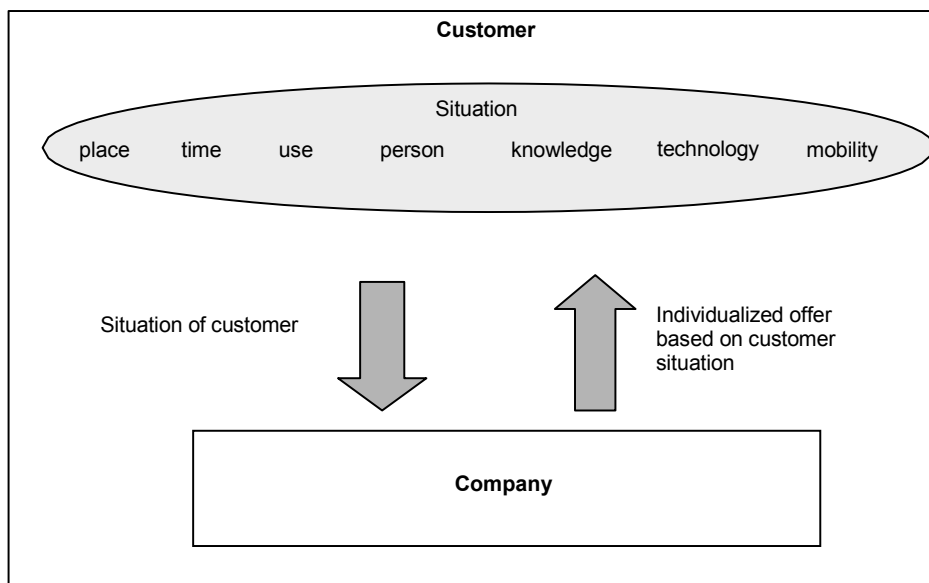 Customer
Situation
place time use person knowledge technology mobility
Situation of customer
Individualized offer
based on customer
situation
Company